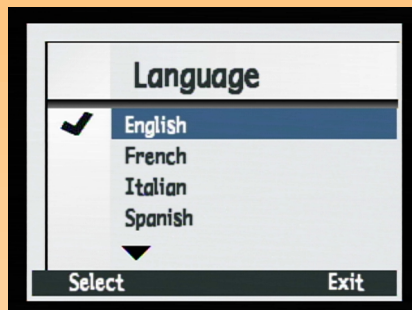 Language
English
French
Italian
Spanish
Select Exit